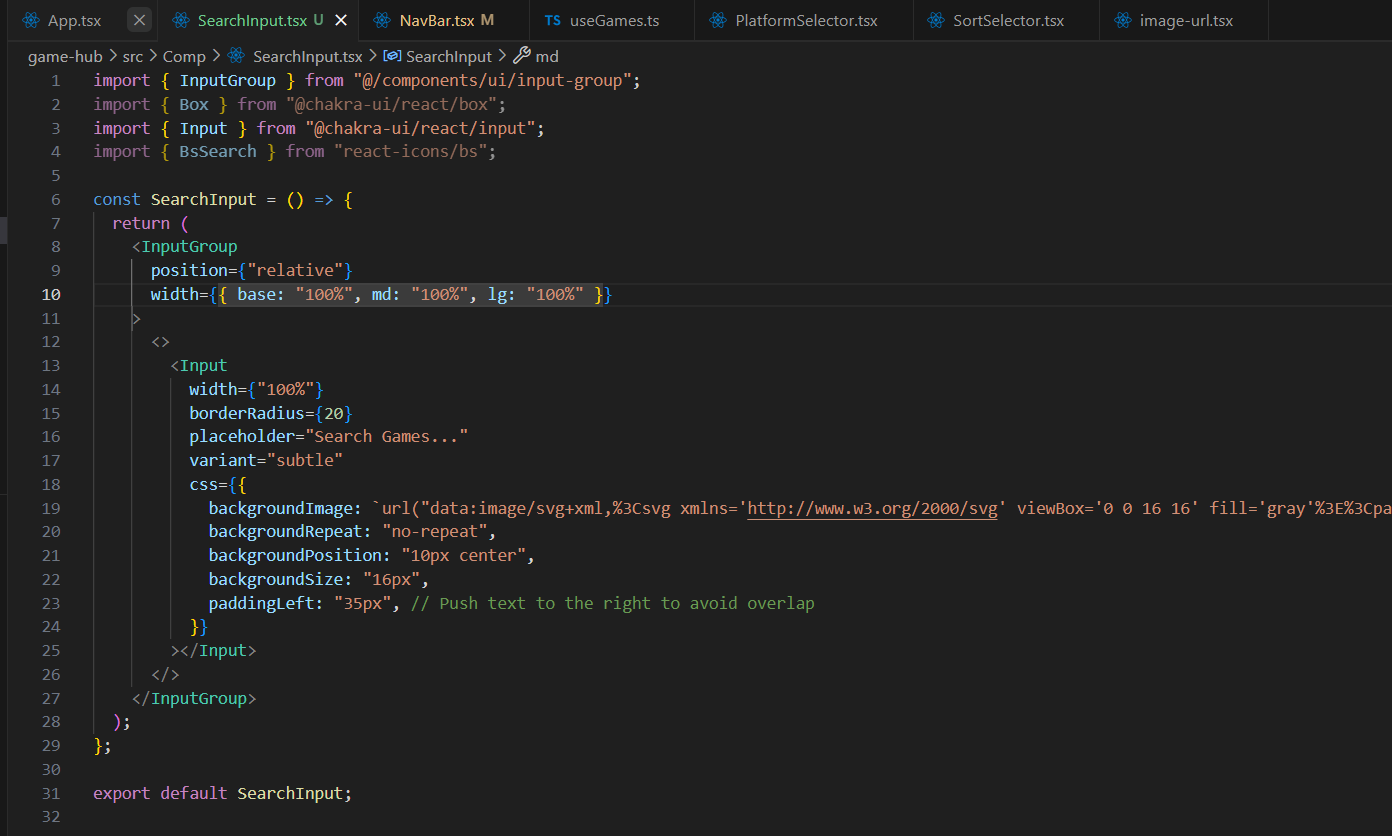 App.tsx SearchInput.tsx U NavBar.tsx M TS useGames.ts PlatformSelector.tsx SortSelector.tsx image-url.tsx
game-hub > src > Comp > SearchInput.tsx > SearchInput > md
1 import { InputGroup } from "@/components/ui/input-group";
2 import { Box } from "@chakra-ui/react/box";
3 import { Input } from "@chakra-ui/react/input";
4 import { BsSearch } from "react-icons/bs";
5
6 const SearchInput = () => {
7   return (
8     <InputGroup
9       position={"relative"}
10       width={{ base: "100%", md: "100%", lg: "100%" }}
11     >
12       <>
13         <Input
14           width={"100%"}
15           borderRadius={20}
16           placeholder="Search Games..."
17           variant="subtle"
18           css={{
19             backgroundImage: `url("data:image/svg+xml,%3Csvg xmlns='http://www.w3.org/2000/svg' viewBox='0 0 16 16' fill='gray'%3E%3Cpa
20             backgroundRepeat: "no-repeat",
21             backgroundPosition: "10px center",
22             backgroundSize: "16px",
23             paddingLeft: "35px", // Push text to the right to avoid overlap
24           }}
25         ></Input>
26       </>
27     </InputGroup>
28   );
29 };
30
31 export default SearchInput;
32